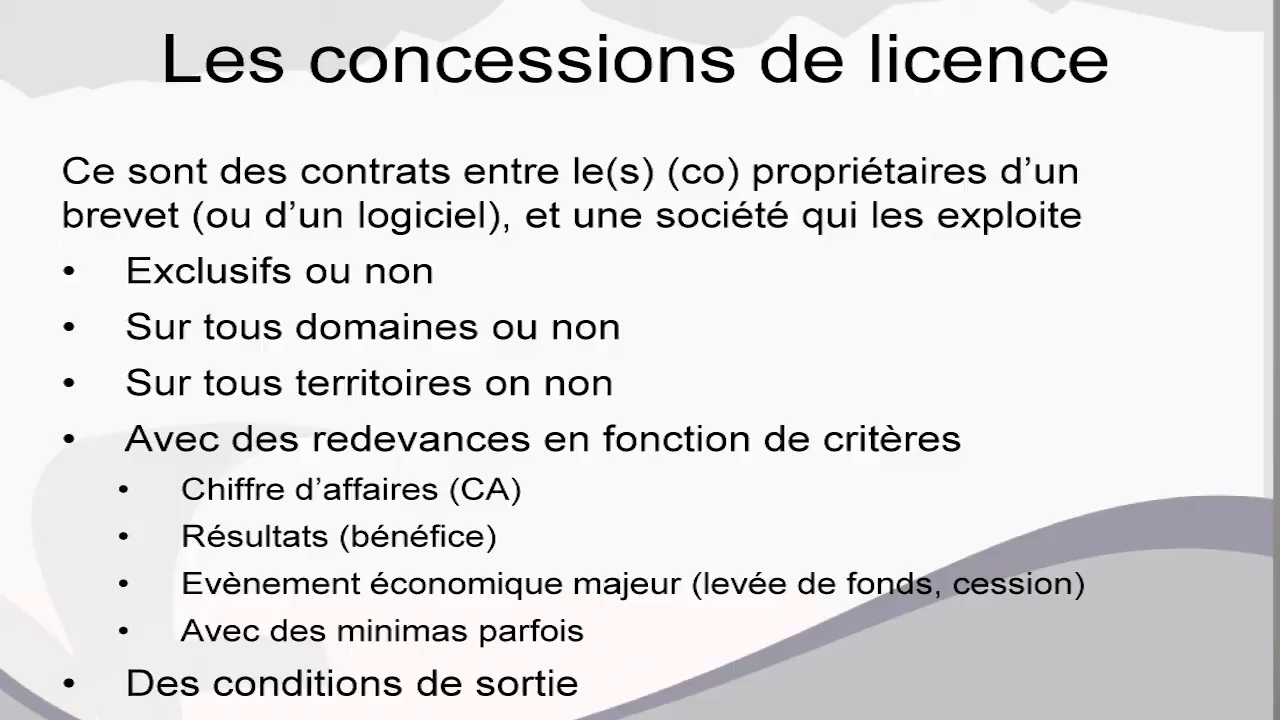 Les concessions de licence
Ce sont des contrats entre le(s) (co) propriétaires d’un
brevet (ou d’un logiciel), et une société qui les exploite
• Exclusifs ou non
• Sur tous domaines ou non
• Sur tous territoires on non
• Avec des redevances en fonction de critères
• Chiffre d’affaires (CA)
• Résultats (bénéfice)
• Evènement économique majeur (levée de fonds, cession)
• Avec des minimas parfois
• Des conditions de sortie